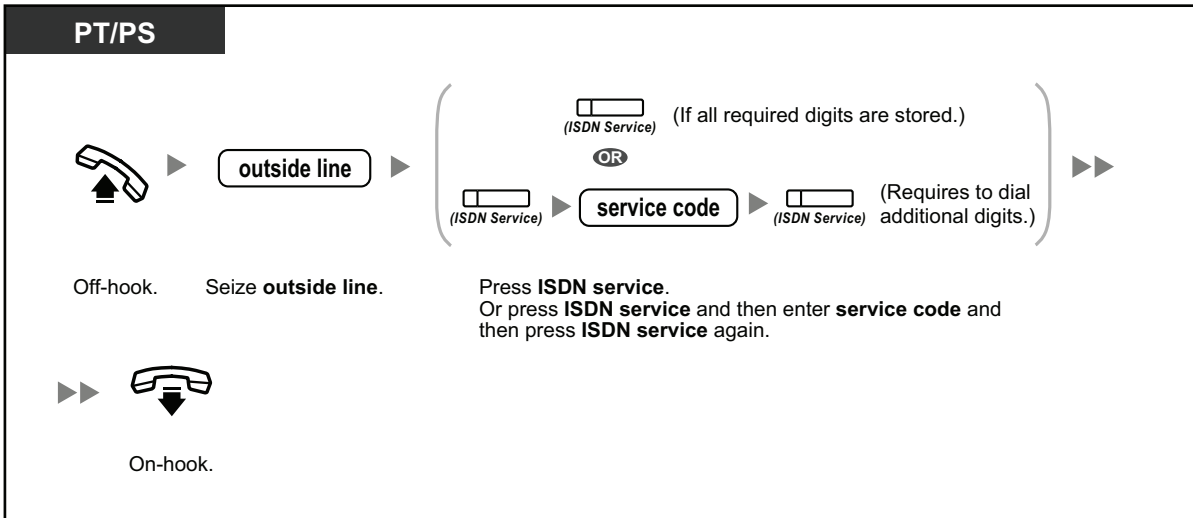 PT/PS
(ISDN Service) (If all required digits are stored.)
OR
outside line
(ISDN Service) service code (ISDN Service) (Requires to dial
additional digits.)
Off-hook. Seize outside line. Press ISDN service.
Or press ISDN service and then enter service code and
then press ISDN service again.
On-hook.